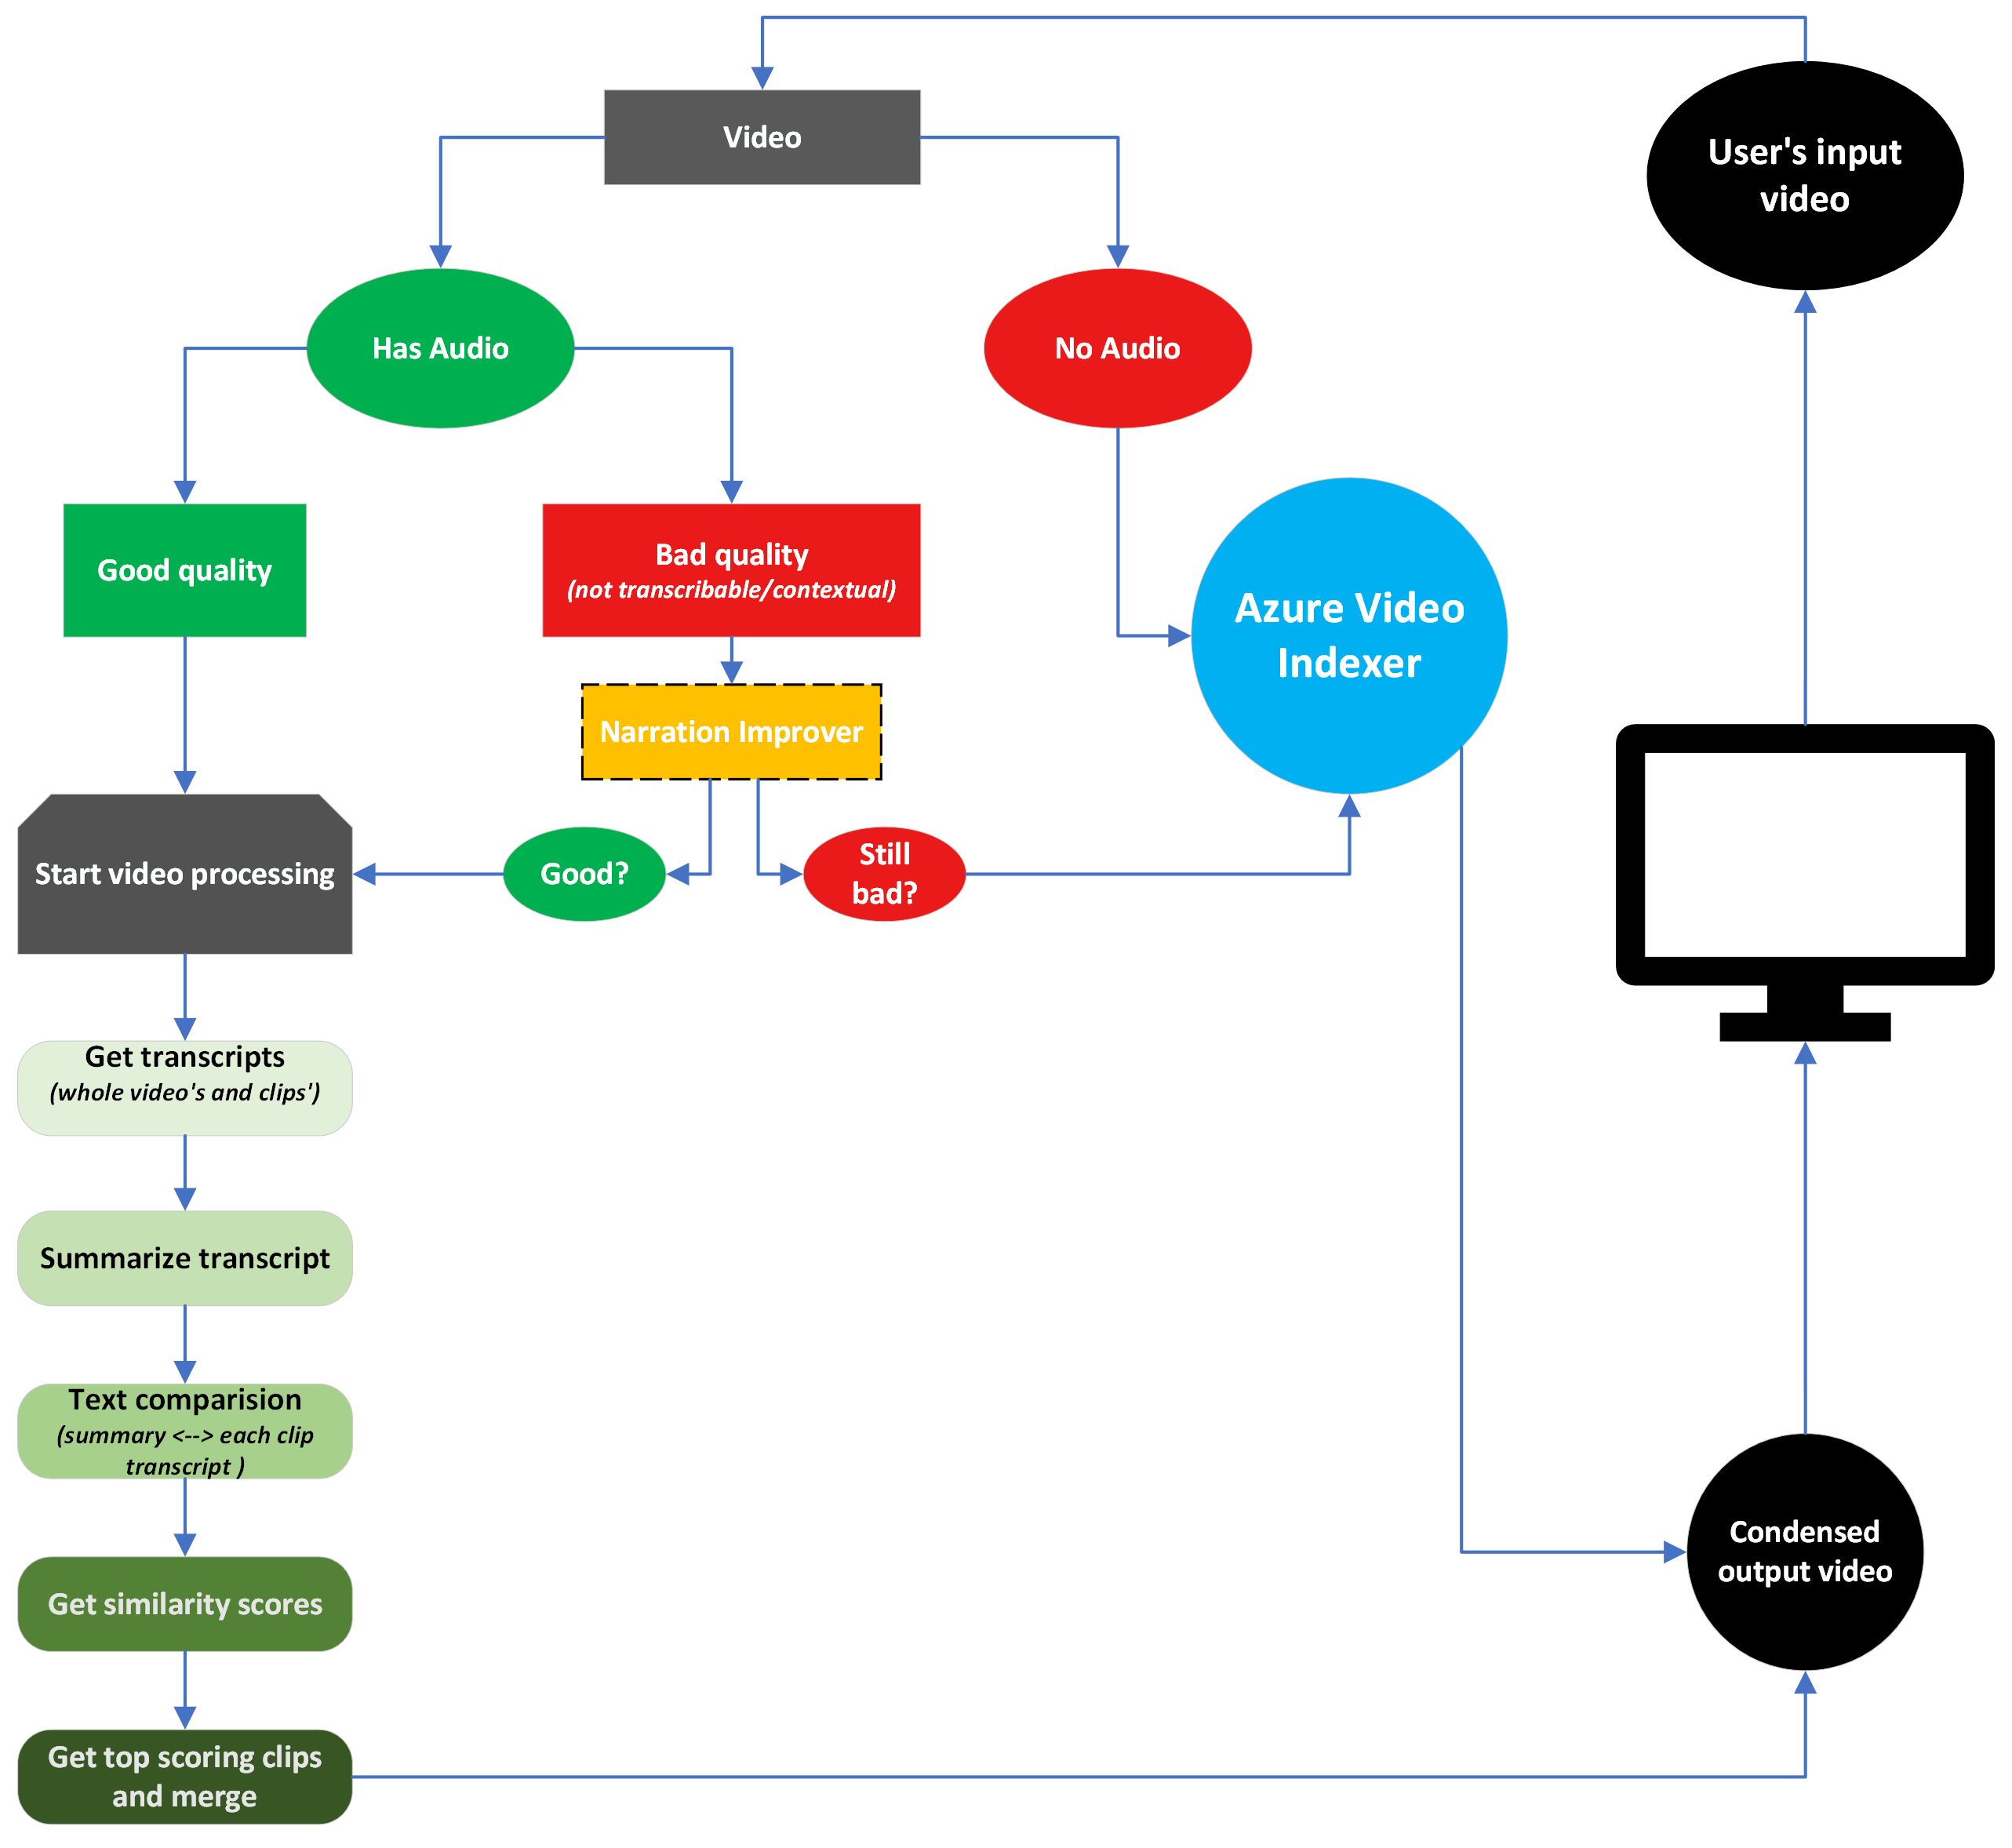 Video
User's input
video
Has Audio
No Audio
Good quality
Bad quality
(not transcribable/contextual)
Azure Video
Indexer
Narration Improver
Start video processing
Good?
Still
bad?
Get transcripts
(whole video's and clips')
Summarize transcript
Text comparision
(summary <--> each clip
transcript )
Get similarity scores
Condensed
output video
Get top scoring clips
and merge